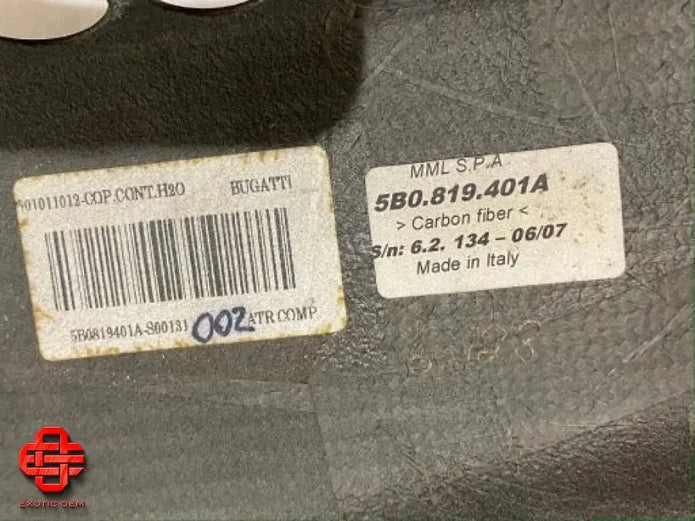 01011012-COP.CONT.H2O BUGATTI
5B0819401A-S00131 002 ATR COMP
MML S.P.A
5B0.819.401A
> Carbon fiber <
S/n: 6.2. 134 - 06/07
Made in Italy
EXOTIC OEM